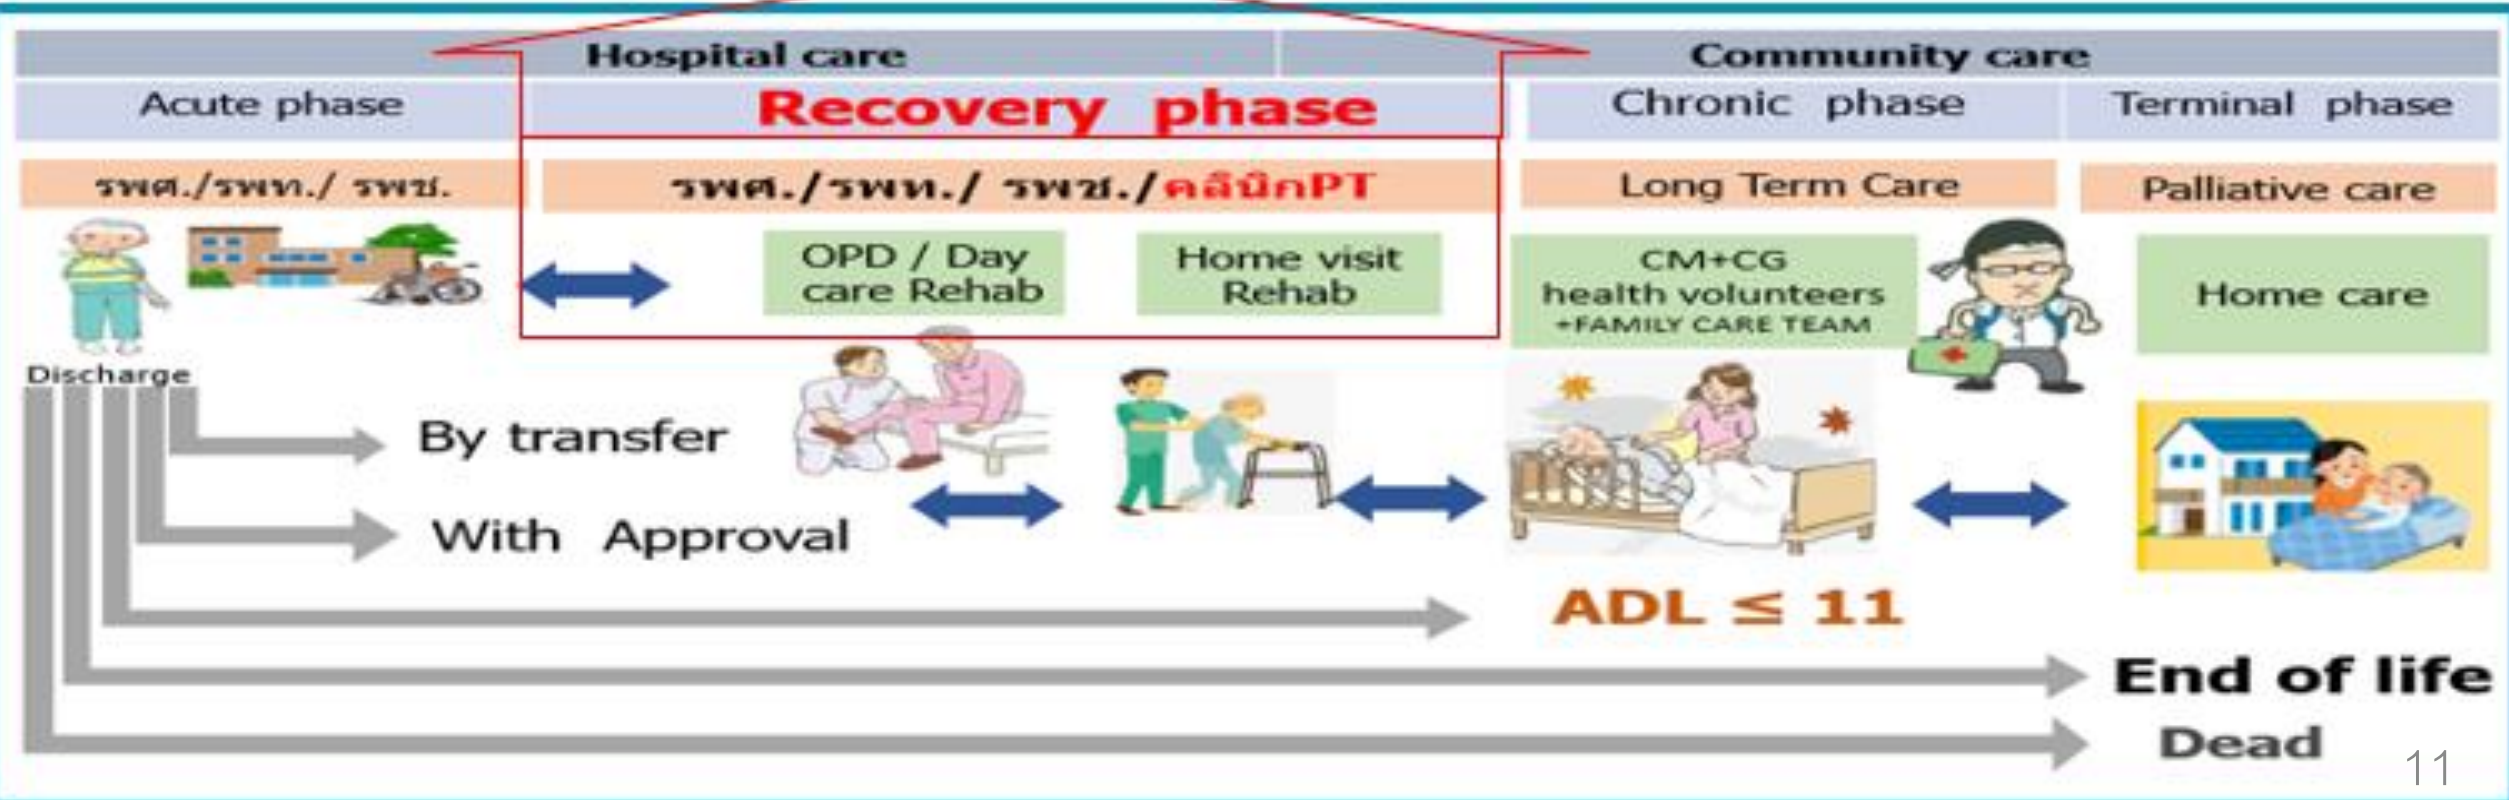 Hospital care
Community care
Acute phase
Recovery phase
Chronic phase
Terminal phase
รพศ./รพท./ รพช.
รพศ./รพท./ รพช./คลินิกPT
Long Term Care
Palliative care
OPD / Day
care Rehab
Home visit
Rehab
CM+CG
health volunteers
+FAMILY CARE TEAM
Home care
Discharge
By transfer
With Approval
ADL ≤ 11
End of life
Dead
11